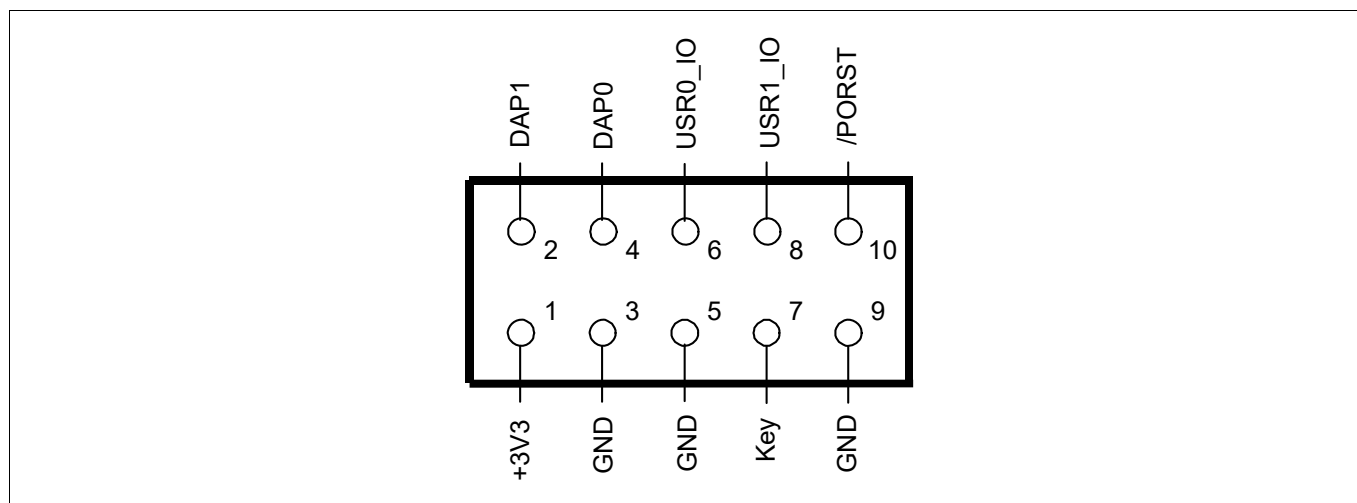 DAP1
DAP0
USR0_IO
USR1_IO
/PORST
2
4
6
8
10
1
3
5
7
9
+3V3
GND
GND
Key
GND